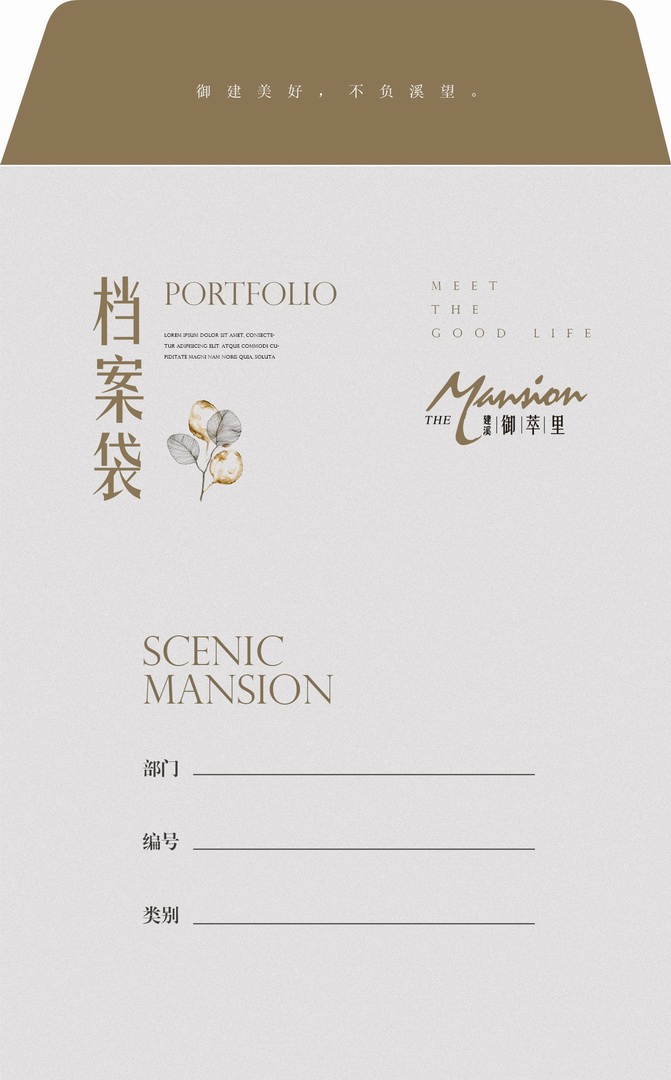 御建美好，不负溪望。
档案袋
PORTFOLIO
LOREM IPSUM DOLOR SIT AMET, CONSECTE-
TUR ADIPISICING ELIT. ATQUE COMMODI CU-
PIDITATE MAGNI NAM NOBIS QUIA, SOLUTA
MEET
THE
GOOD LIFE
THE Mansion
建溪|御|萃|里
SCENIC
MANSION
部门
编号
类别